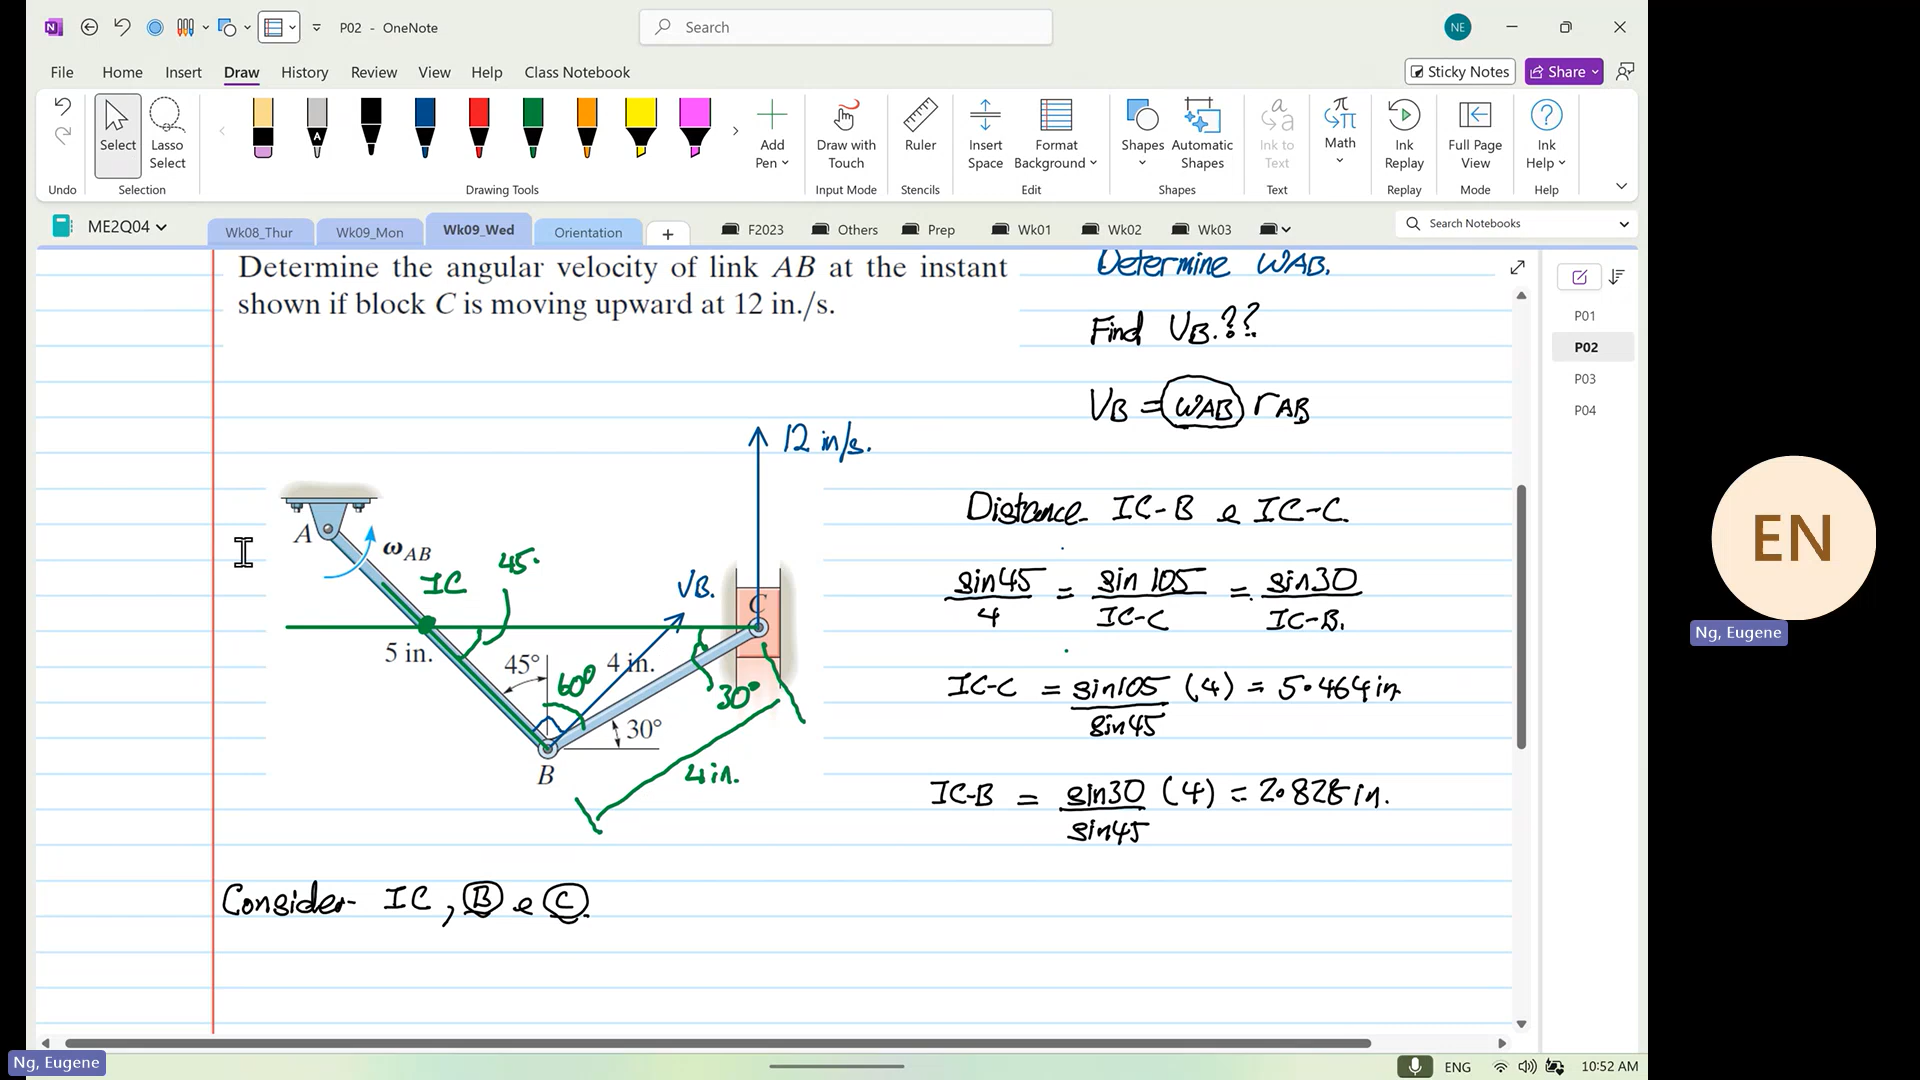 P02 - OneNote
Search
NE
File Home Insert Draw History Review View Help Class Notebook
Sticky Notes
Share
Select
Lasso Select
Add Pen
Draw with Touch
Ruler
Insert Space
Format Background
Shapes
Automatic Shapes
Ink to Text
Math
Ink Replay
Full Page View
Ink Help
Undo
Selection
Drawing Tools
Input Mode
Stencils
Edit
Shapes
Text
Replay
Mode
Help
ME2Q04
Wk08_Thur
Wk09_Mon
Wk09_Wed
Orientation
F2023
Others
Prep
Wk01
Wk02
Wk03
Search Notebooks
P01
P02
P03
P04
Determine the angular velocity of link AB at the instant
shown if block C is moving upward at 12 in./s.
Determine WAB.
Find VB.??
VB = ωAB rAB
12 in/s.
A
ωAB
IC
45°
VB.
C
5 in.
45°
60°
4 in.
30°
30°
B
4in.
Distance IC-B e IC-C
sin45/4 = sin 105/IC-C = sin30/IC-B.
IC-C = sin105/sin45 (4) = 5.464 in
IC-B = sin30/sin45 (4) = 2.828 in.
Consider IC, B e C
EN
Ng, Eugene
Ng, Eugene
ENG
10:52 AM